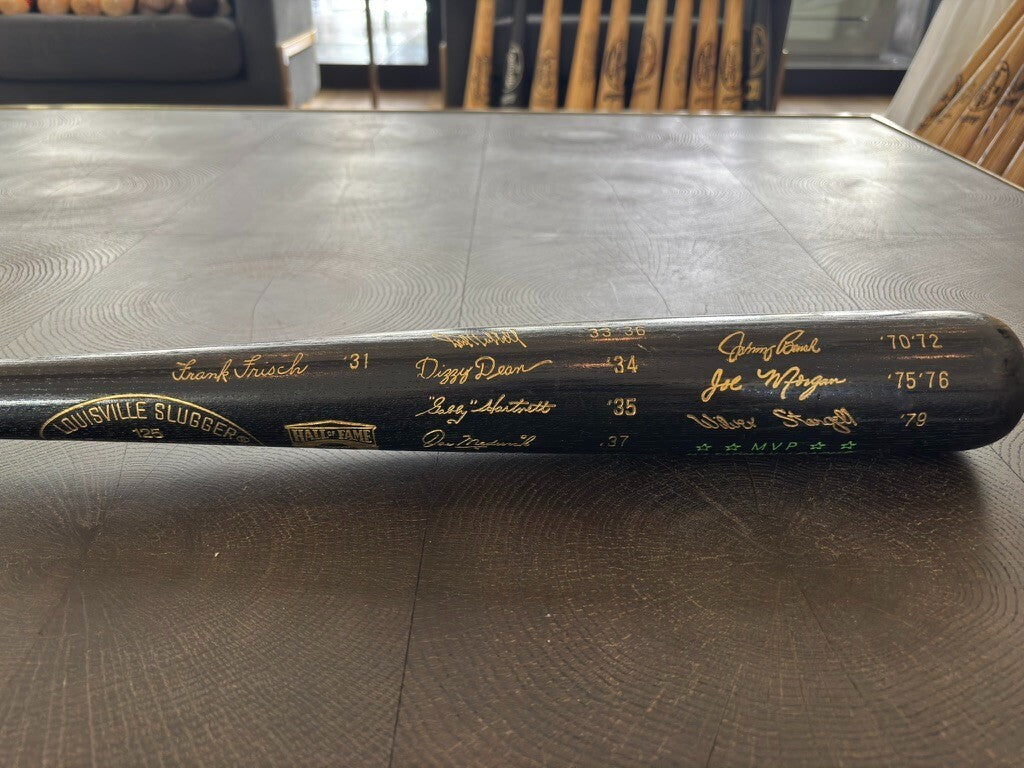 Frank Frisch '31
LOUISVILLE SLUGGER®
125
HALL OF FAME
33-36
Dizzy Dean '34
"Gabby" Hartnett '35
Medwick '37
Johnny Bench '70'72
Joe Morgan '75'76
Stargell '79
☆ ☆ MVP ☆ ☆